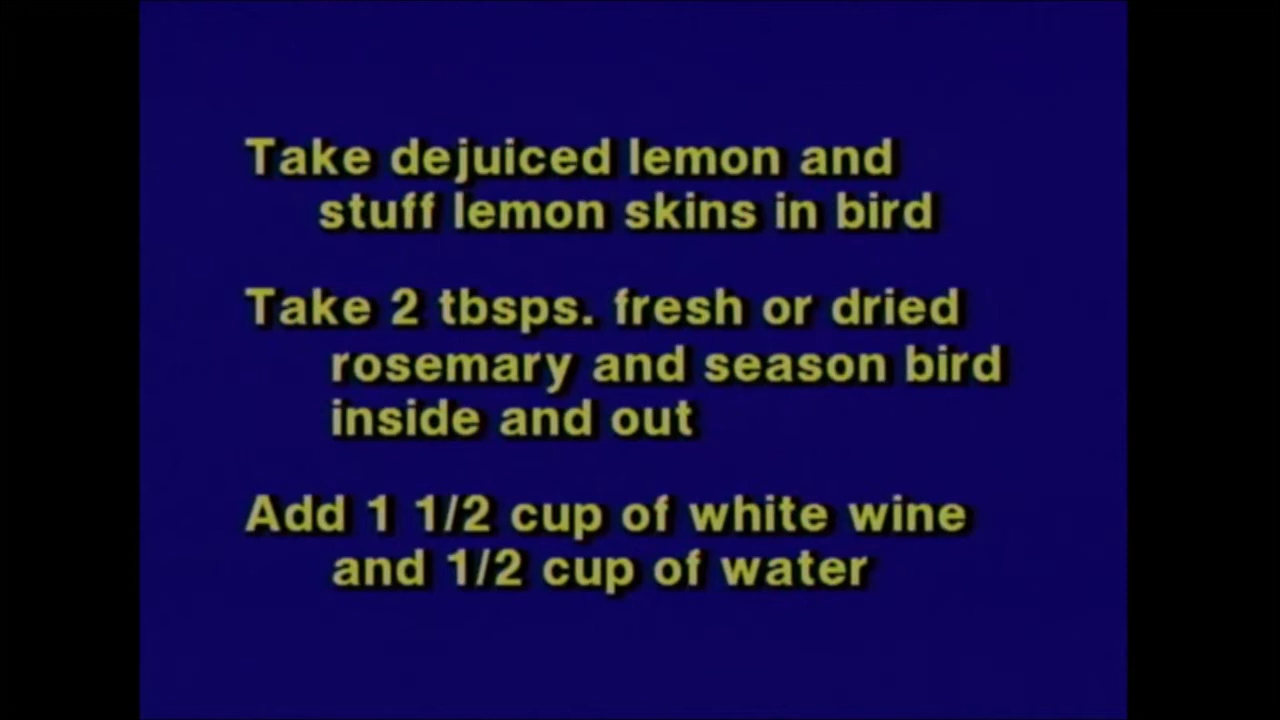 Take dejuiced lemon and
stuff lemon skins in bird
Take 2 tbsps. fresh or dried
rosemary and season bird
inside and out
Add 1 1/2 cup of white wine
and 1/2 cup of water